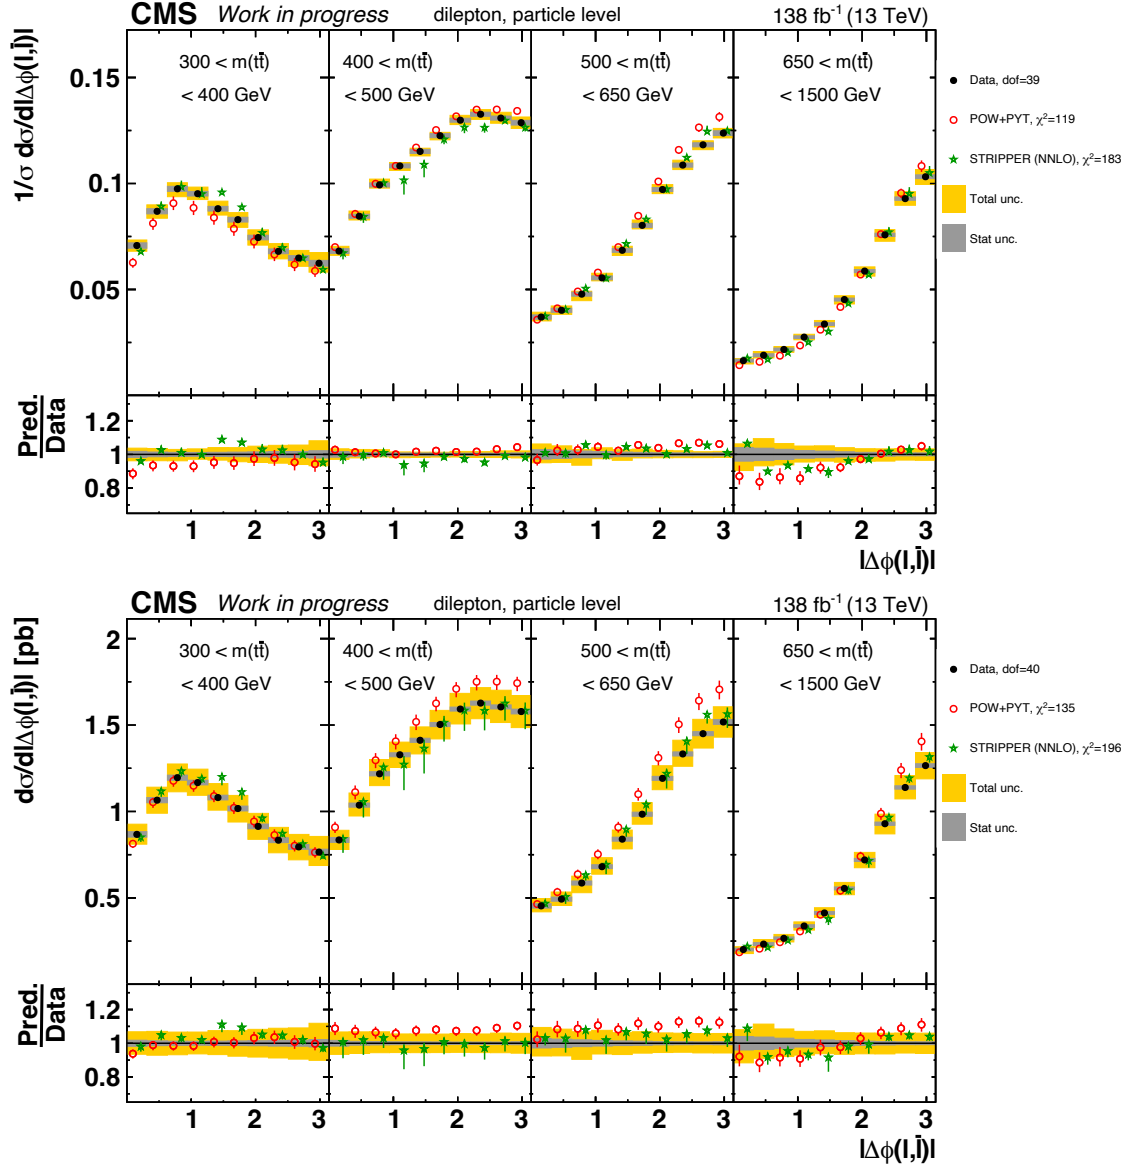 CMS Work in progress dilepton, particle level 138 fb⁻¹ (13 TeV)
1/σ dσ/d|Δϕ(l,l̄)|
300 < m(tt̄) < 400 GeV
400 < m(tt̄) < 500 GeV
500 < m(tt̄) < 650 GeV
650 < m(tt̄) < 1500 GeV
0.15
0.1
0.05
Data, dof=39
POW+PYT, χ²=119
STRIPPER (NNLO), χ²=183
Total unc.
Stat unc.
Pred.
Data
1.2
1
0.8
1 2 3 1 2 3 1 2 3 1 2 3
|Δϕ(l,l̄)|
CMS Work in progress dilepton, particle level 138 fb⁻¹ (13 TeV)
dσ/d|Δϕ(l,l̄)| [pb]
300 < m(tt̄) < 400 GeV
400 < m(tt̄) < 500 GeV
500 < m(tt̄) < 650 GeV
650 < m(tt̄) < 1500 GeV
2
1.5
1
0.5
Data, dof=40
POW+PYT, χ²=135
STRIPPER (NNLO), χ²=196
Total unc.
Stat unc.
Pred.
Data
1.2
1
0.8
1 2 3 1 2 3 1 2 3 1 2 3
|Δϕ(l,l̄)|